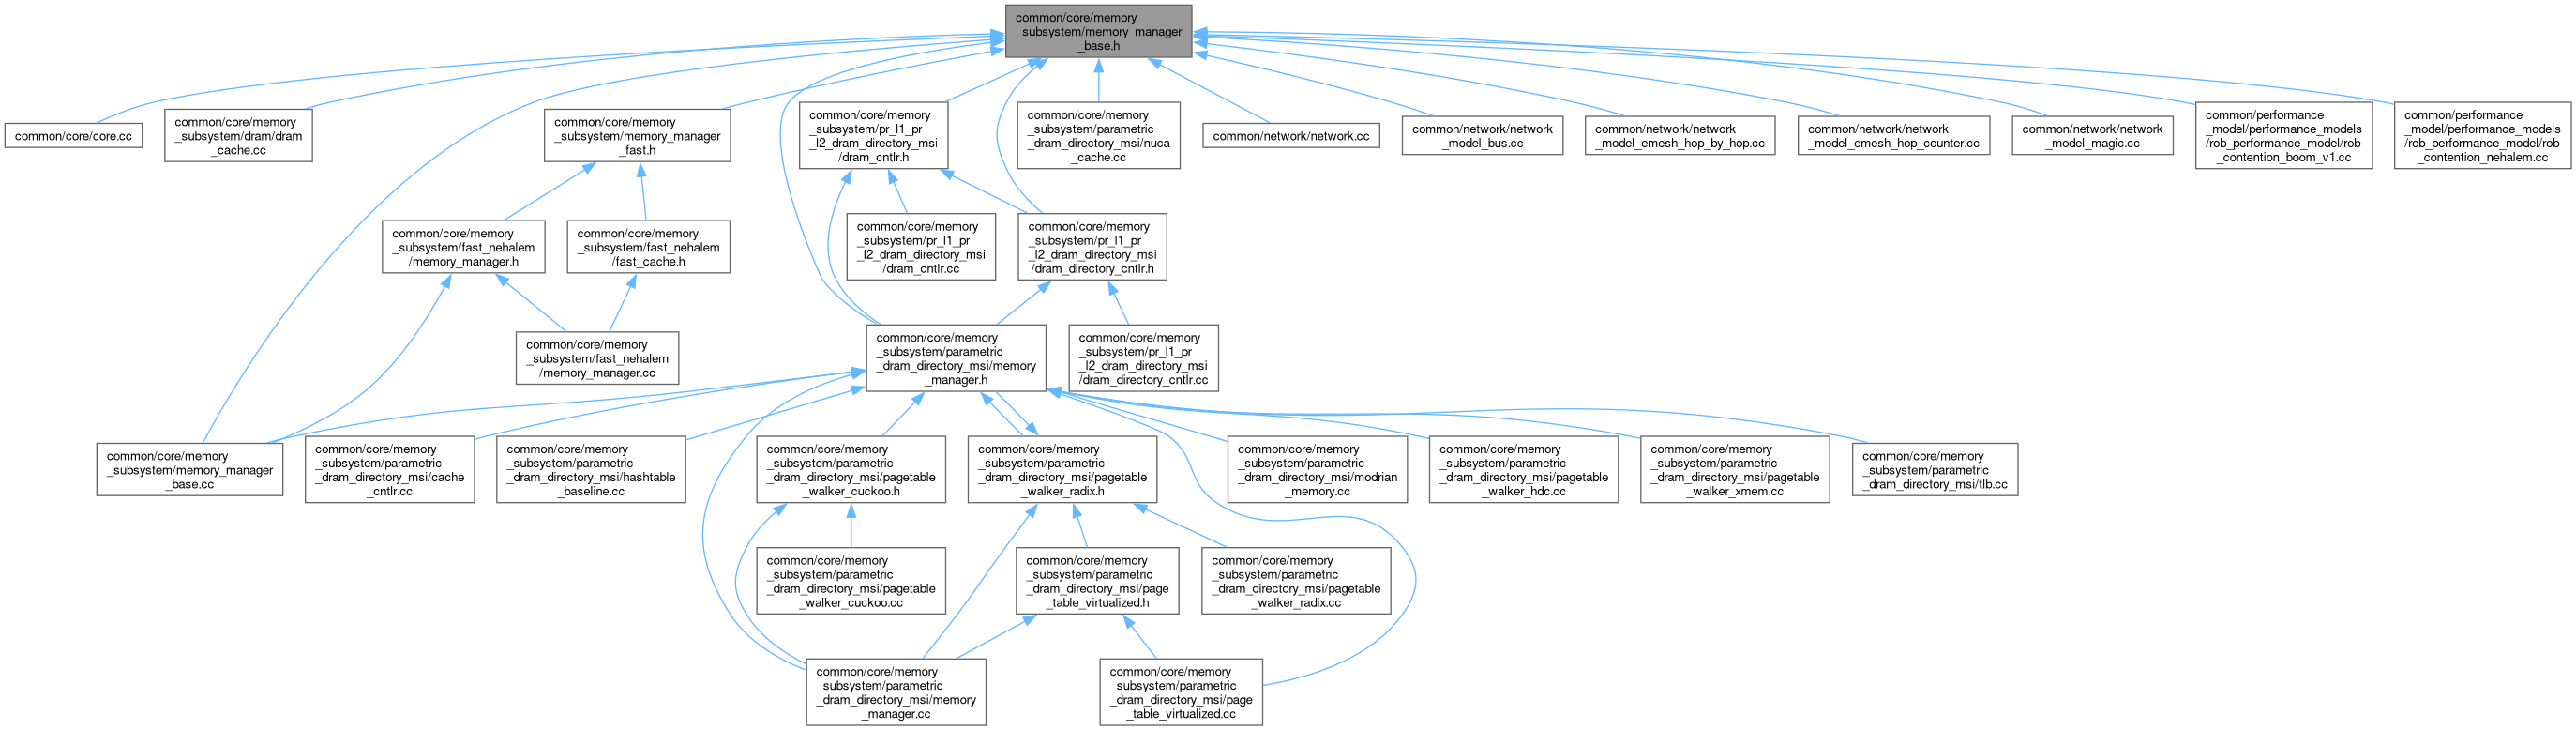 common/core/memory
_subsystem/memory_manager
_base.h
common/core/core.cc
common/core/memory
_subsystem/dram/dram
_cache.cc
common/core/memory
_subsystem/memory_manager
_fast.h
common/core/memory
_subsystem/pr_l1_pr
_l2_dram_directory_msi
/dram_cntlr.h
common/core/memory
_subsystem/parametric
_dram_directory_msi/nuca
_cache.cc
common/network/network.cc
common/network/network
_model_bus.cc
common/network/network
_model_emesh_hop_by_hop.cc
common/network/network
_model_emesh_hop_counter.cc
common/network/network
_model_magic.cc
common/performance
_model/performance_models
/rob_performance_model/rob
_contention_boom_v1.cc
common/performance
_model/performance_models
/rob_performance_model/rob
_contention_nehalem.cc
common/core/memory
_subsystem/fast_nehalem
/memory_manager.h
common/core/memory
_subsystem/fast_nehalem
/fast_cache.h
common/core/memory
_subsystem/pr_l1_pr
_l2_dram_directory_msi
/dram_cntlr.cc
common/core/memory
_subsystem/pr_l1_pr
_l2_dram_directory_msi
/dram_directory_cntlr.h
common/core/memory
_subsystem/fast_nehalem
/memory_manager.cc
common/core/memory
_subsystem/parametric
_dram_directory_msi/memory
_manager.h
common/core/memory
_subsystem/pr_l1_pr
_l2_dram_directory_msi
/dram_directory_cntlr.cc
common/core/memory
_subsystem/memory_manager
_base.cc
common/core/memory
_subsystem/parametric
_dram_directory_msi/cache
_cntlr.cc
common/core/memory
_subsystem/parametric
_dram_directory_msi/hashtable
_baseline.cc
common/core/memory
_subsystem/parametric
_dram_directory_msi/pagetable
_walker_cuckoo.h
common/core/memory
_subsystem/parametric
_dram_directory_msi/pagetable
_walker_radix.h
common/core/memory
_subsystem/parametric
_dram_directory_msi/modrian
_memory.cc
common/core/memory
_subsystem/parametric
_dram_directory_msi/pagetable
_walker_hdc.cc
common/core/memory
_subsystem/parametric
_dram_directory_msi/pagetable
_walker_xmem.cc
common/core/memory
_subsystem/parametric
_dram_directory_msi/tlb.cc
common/core/memory
_subsystem/parametric
_dram_directory_msi/pagetable
_walker_cuckoo.cc
common/core/memory
_subsystem/parametric
_dram_directory_msi/page
_table_virtualized.h
common/core/memory
_subsystem/parametric
_dram_directory_msi/pagetable
_walker_radix.cc
common/core/memory
_subsystem/parametric
_dram_directory_msi/memory
_manager.cc
common/core/memory
_subsystem/parametric
_dram_directory_msi/page
_table_virtualized.cc